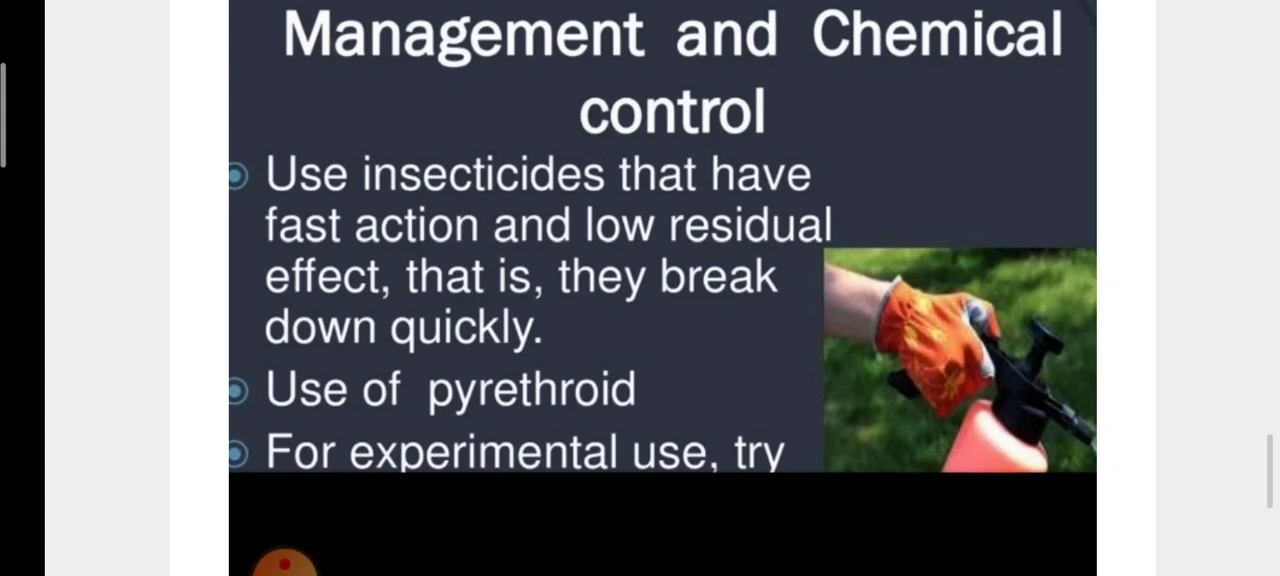 Management and Chemical
control
Use insecticides that have
fast action and low residual
effect, that is, they break
down quickly.
Use of pyrethroid
For experimental use, try